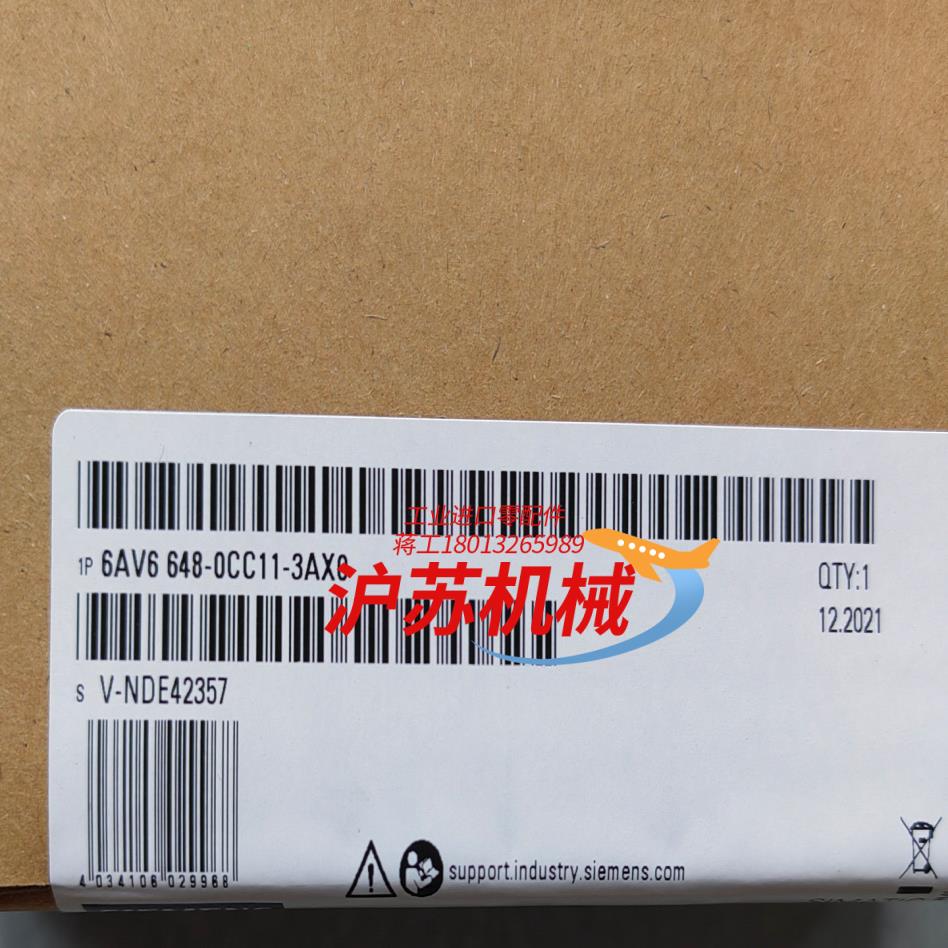 工业进口零配件
1P 6AV6 648-0CC11-3AX0
蒋工18013265989
沪苏机械
QTY:1
12.2021
S V-NDE42357
4 034106 029968
support.industry.siemens.com